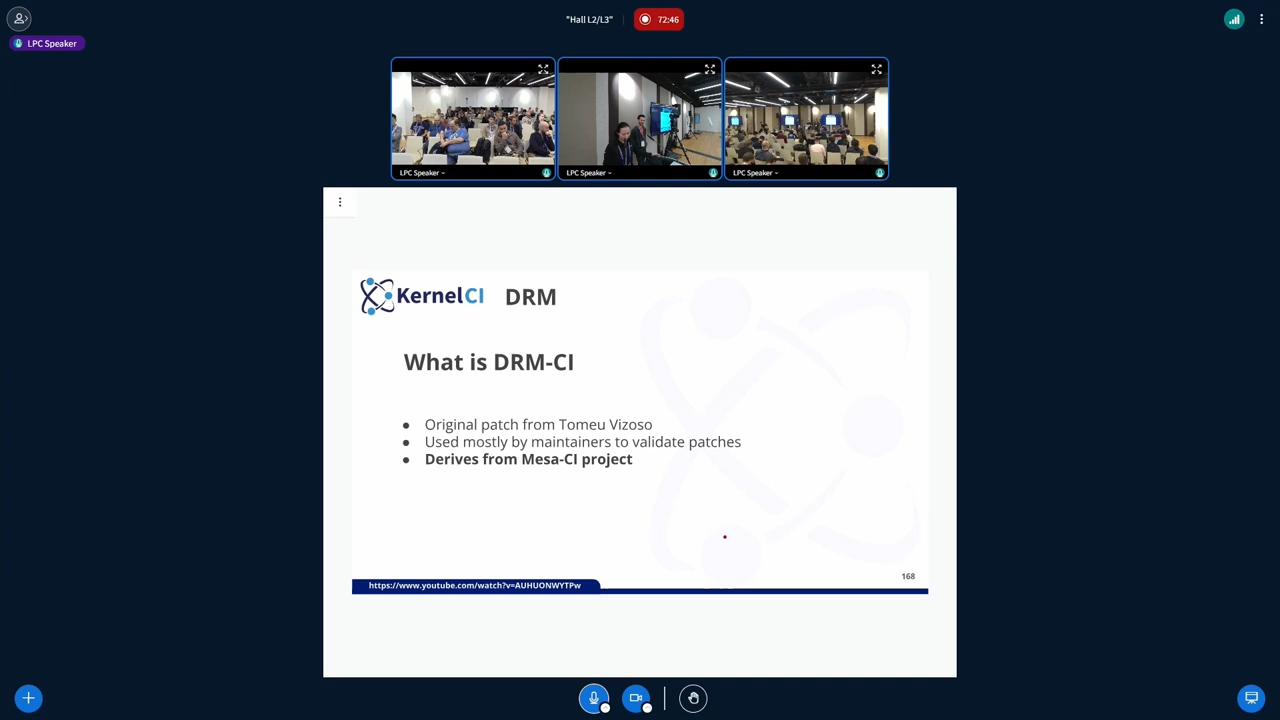 "Hall L2/L3"
72:46
LPC Speaker
LPC Speaker
LPC Speaker
LPC Speaker
KernelCI DRM
What is DRM-CI
● Original patch from Tomeu Vizoso
● Used mostly by maintainers to validate patches
● Derives from Mesa-CI project
168
https://www.youtube.com/watch?v=AUHUONWYTPw